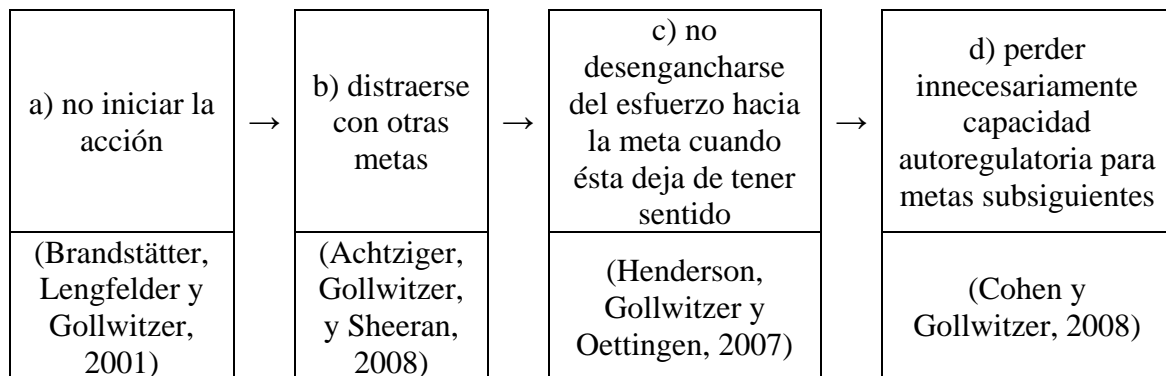 a) no iniciar la
acción
→
b) distraerse
con otras
metas
→
c) no
desengancharse
del esfuerzo hacia
la meta cuando
ésta deja de tener
sentido
→
d) perder
innecesariamente
capacidad
autoregulatoria para
metas subsiguientes
(Brandstätter,
Lengfelder y
Gollwitzer,
2001)
(Achtziger,
Gollwitzer,
y Sheeran,
2008)
(Henderson,
Gollwitzer y
Oettingen, 2007)
(Cohen y
Gollwitzer, 2008)